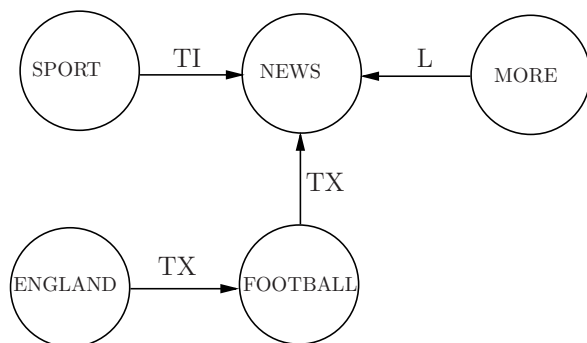 SPORT
TI
NEWS
L
MORE
TX
ENGLAND
TX
FOOTBALL